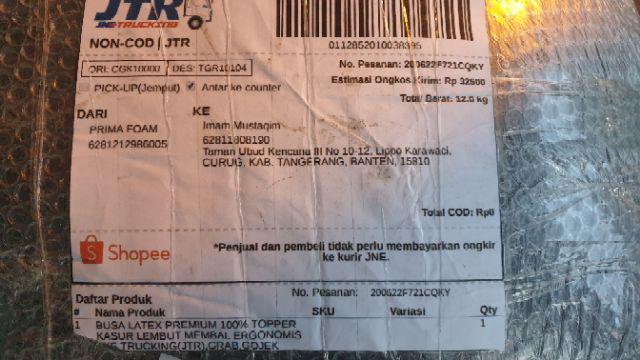 JTR
JNE TRUCKING
NON-COD | JTR
0112852010038395
ORI: CGK10000 / DES: TGR10104
No. Pesanan: 200622F721CQKY
Estimasi Ongkos Kirim: Rp 32500
PICK-UP(Jemput) Antar ke counter
Total Berat: 12.0 kg
DARI
PRIMA FOAM
6281212986005
KE
Imam Mustaqim
62811808190
Taman Ubud Kencana III No 10-12, Lippo Karawaci,
CURUG, KAB. TANGERANG, BANTEN, 15810
Total COD: Rp0
Shopee
*Penjual dan pembeli tidak perlu membayarkan ongkir
ke kurir JNE.
Daftar Produk
No. Pesanan: 200622F721CQKY
# Nama Produk SKU Variasi Qty
1 BUSA LATEX PREMIUM 100% TOPPER 1
KASUR LEMBUT MEMBAL ERGONOMIS
TRUCKING(JTR),GRAB,GOJEK